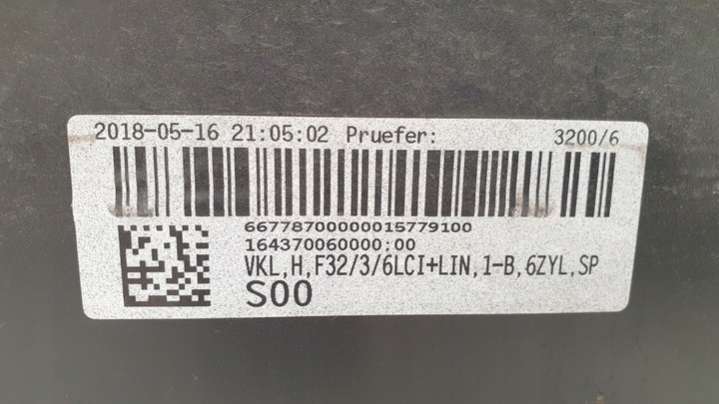 2018-05-16 21:05:02 Pruefer: 3200/6
66778700000015779100
164370060000:00
VKL,H,F32/3/6LCI+LIN,1-B,6ZYL,SP
S00